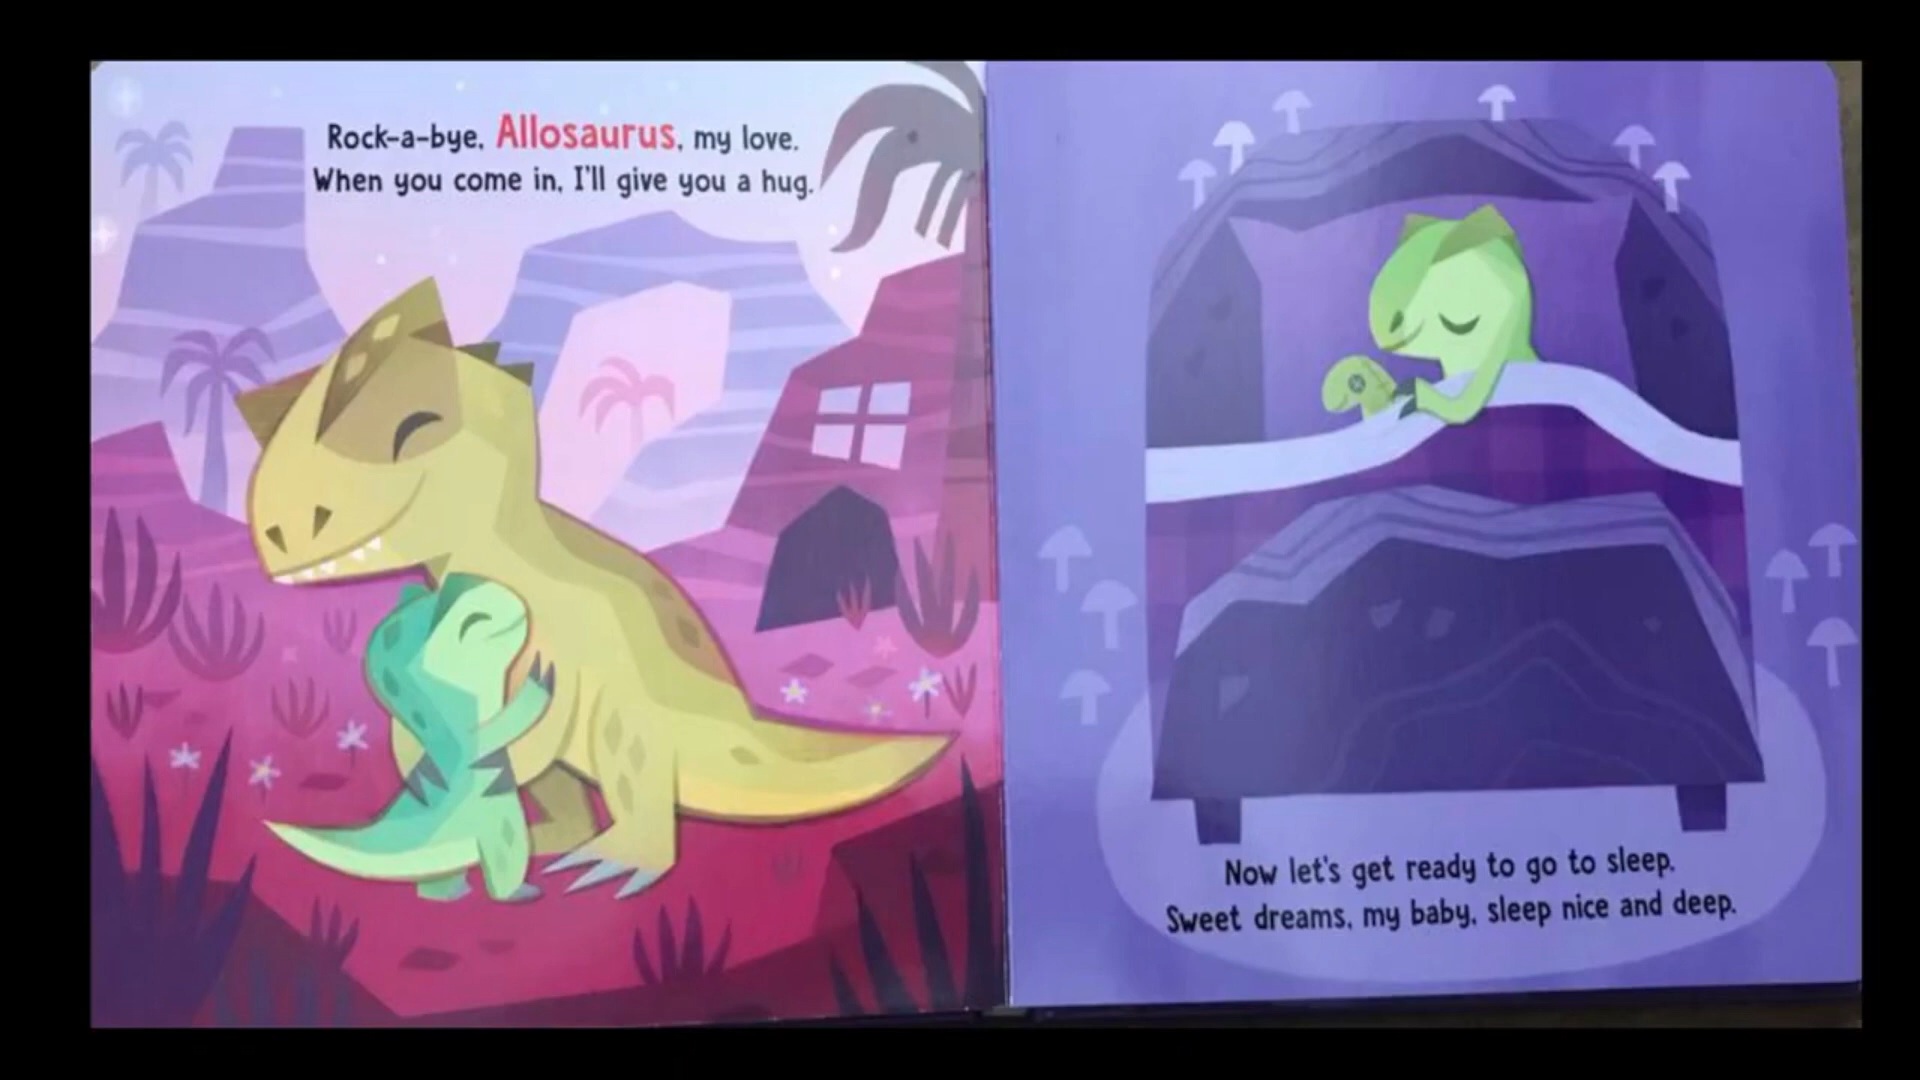 Rock-a-bye, Allosaurus, my love.
When you come in, I'll give you a hug.
Now let's get ready to go to sleep.
Sweet dreams, my baby, sleep nice and deep.